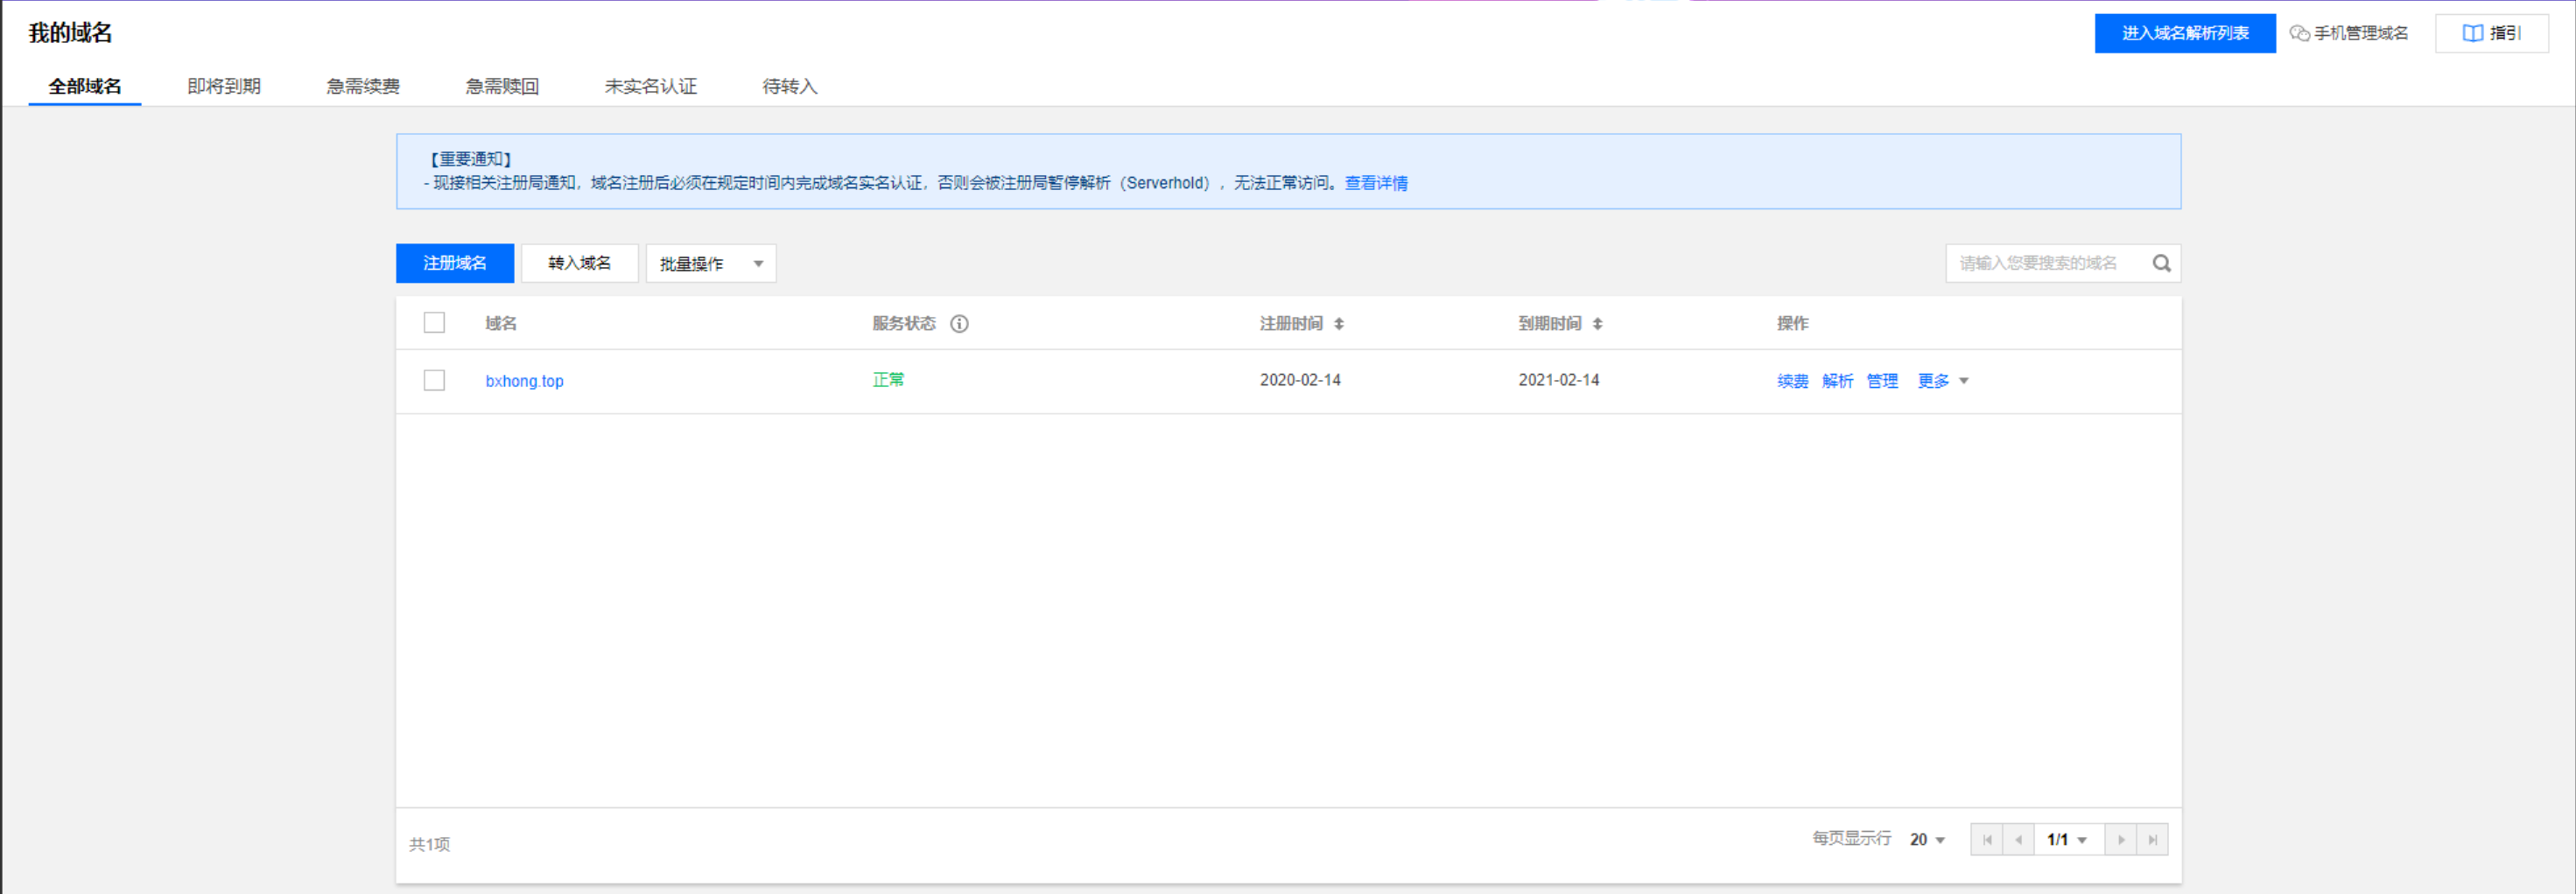 我的域名
进入域名解析列表 手机管理域名 指引
全部域名 即将到期 急需续费 急需赎回 未实名认证 待转入
【重要通知】
- 现接相关注册局通知，域名注册后必须在规定时间内完成域名实名认证，否则会被注册局暂停解析（Serverhold），无法正常访问。查看详情
注册域名 转入域名 批量操作 请输入您要搜索的域名
域名 服务状态 注册时间 到期时间 操作
bxhong.top 正常 2020-02-14 2021-02-14 续费 解析 管理 更多
共1项 每页显示行 20 1/1